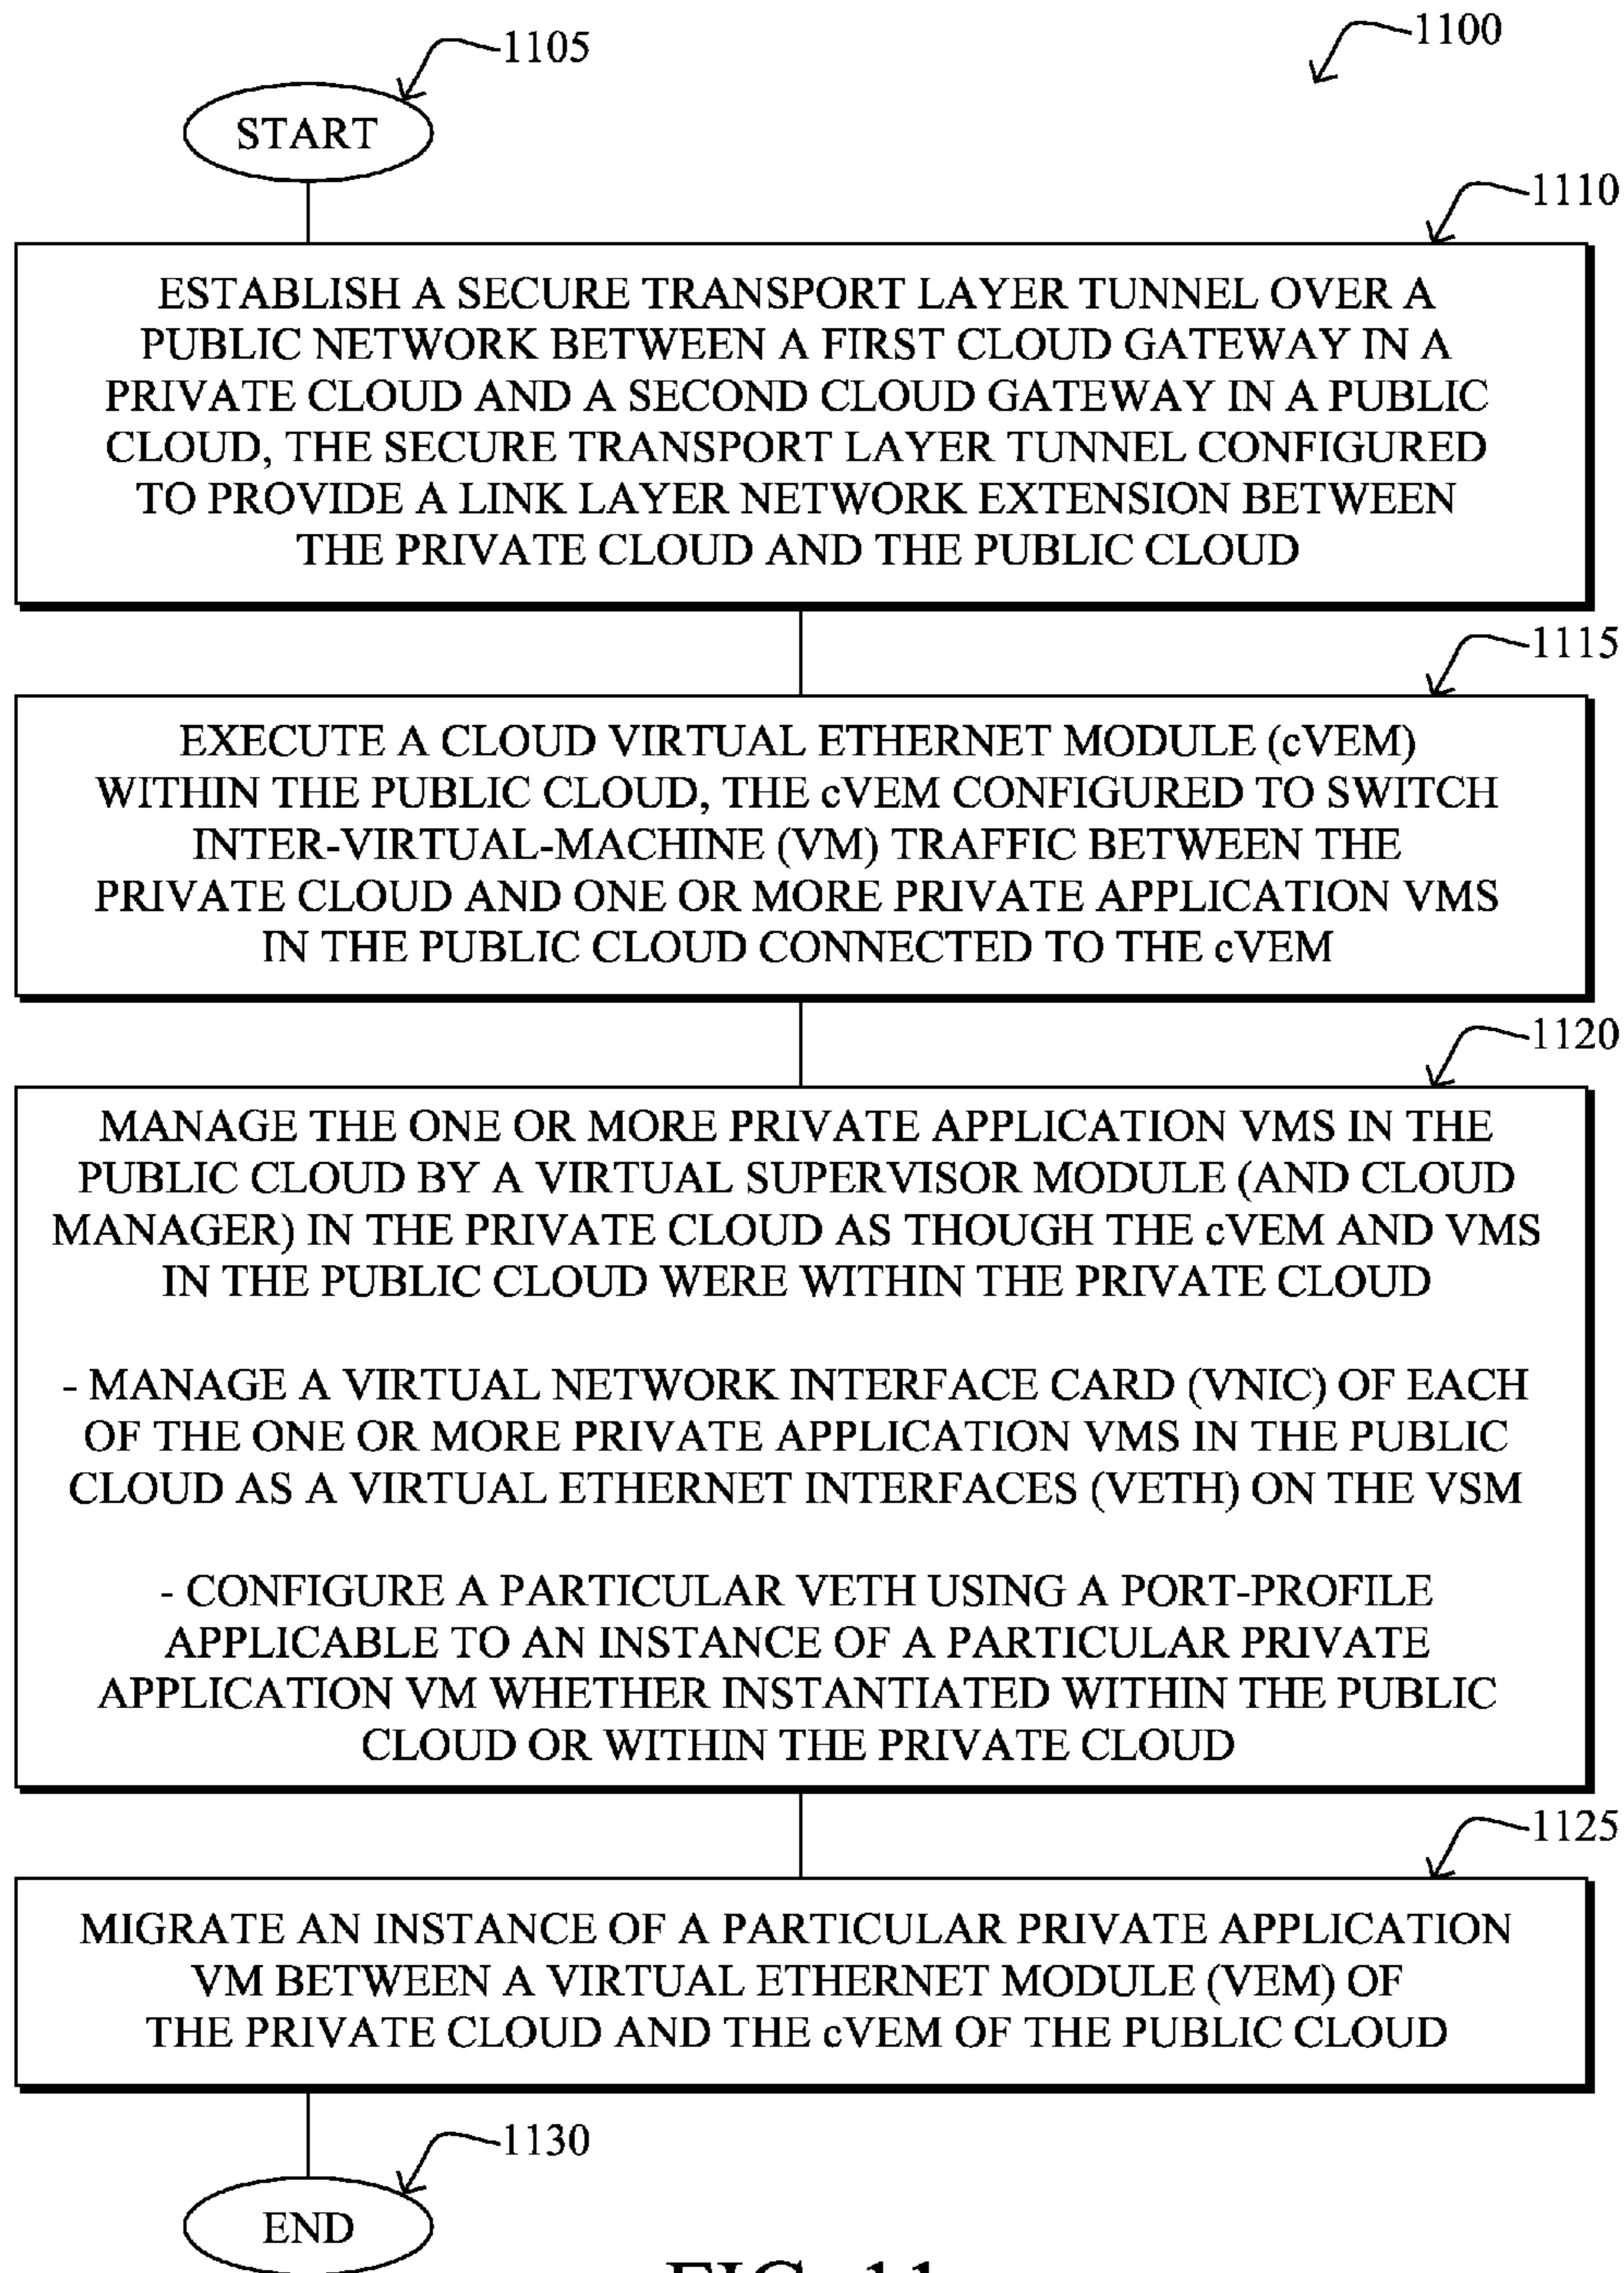 1100
1105
START
1110
ESTABLISH A SECURE TRANSPORT LAYER TUNNEL OVER A
PUBLIC NETWORK BETWEEN A FIRST CLOUD GATEWAY IN A
PRIVATE CLOUD AND A SECOND CLOUD GATEWAY IN A PUBLIC
CLOUD, THE SECURE TRANSPORT LAYER TUNNEL CONFIGURED
TO PROVIDE A LINK LAYER NETWORK EXTENSION BETWEEN
THE PRIVATE CLOUD AND THE PUBLIC CLOUD
1115
EXECUTE A CLOUD VIRTUAL ETHERNET MODULE (cVEM)
WITHIN THE PUBLIC CLOUD, THE cVEM CONFIGURED TO SWITCH
INTER-VIRTUAL-MACHINE (VM) TRAFFIC BETWEEN THE
PRIVATE CLOUD AND ONE OR MORE PRIVATE APPLICATION VMS
IN THE PUBLIC CLOUD CONNECTED TO THE cVEM
1120
MANAGE THE ONE OR MORE PRIVATE APPLICATION VMS IN THE
PUBLIC CLOUD BY A VIRTUAL SUPERVISOR MODULE (AND CLOUD
MANAGER) IN THE PRIVATE CLOUD AS THOUGH THE cVEM AND VMS
IN THE PUBLIC CLOUD WERE WITHIN THE PRIVATE CLOUD
- MANAGE A VIRTUAL NETWORK INTERFACE CARD (VNIC) OF EACH
OF THE ONE OR MORE PRIVATE APPLICATION VMS IN THE PUBLIC
CLOUD AS A VIRTUAL ETHERNET INTERFACES (VETH) ON THE VSM
- CONFIGURE A PARTICULAR VETH USING A PORT-PROFILE
APPLICABLE TO AN INSTANCE OF A PARTICULAR PRIVATE
APPLICATION VM WHETHER INSTANTIATED WITHIN THE PUBLIC
CLOUD OR WITHIN THE PRIVATE CLOUD
1125
MIGRATE AN INSTANCE OF A PARTICULAR PRIVATE APPLICATION
VM BETWEEN A VIRTUAL ETHERNET MODULE (VEM) OF
THE PRIVATE CLOUD AND THE cVEM OF THE PUBLIC CLOUD
1130
END
FIG. 11